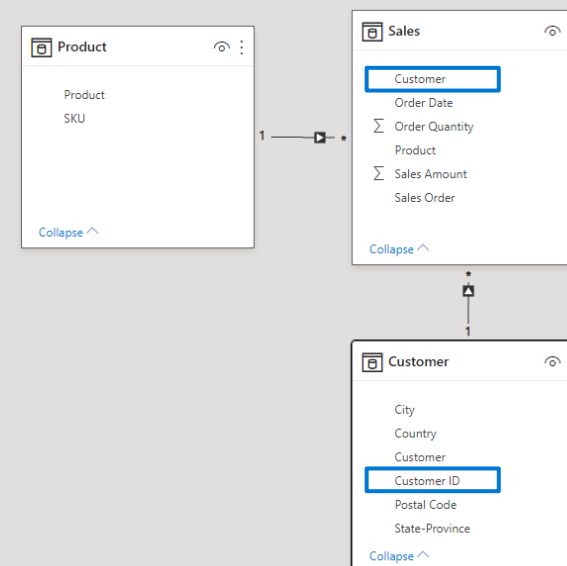 Product
Product
SKU
Collapse
1
*
Sales
Customer
Order Date
Σ Order Quantity
Product
Σ Sales Amount
Sales Order
Collapse
*
1
Customer
City
Country
Customer
Customer ID
Postal Code
State-Province
Collapse